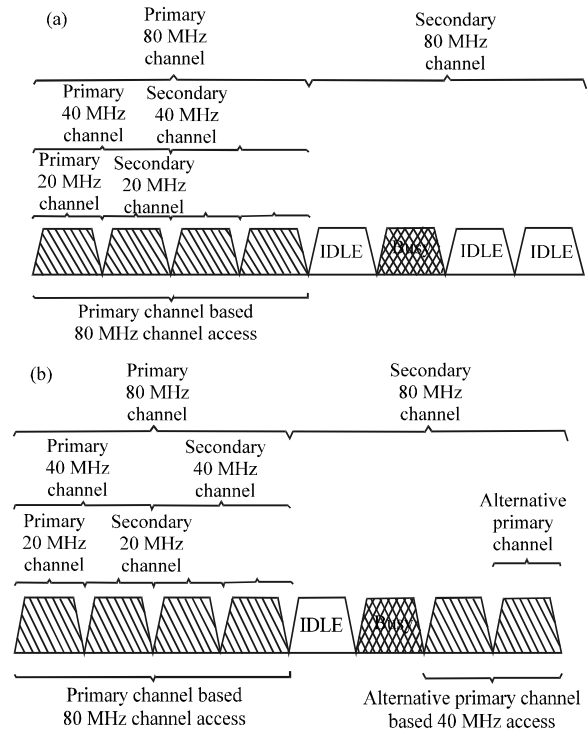 (a)
Primary
80 MHz
channel
Secondary
80 MHz
channel
Primary
40 MHz
channel
Secondary
40 MHz
channel
Primary
20 MHz
channel
Secondary
20 MHz
channel
IDLE
Busy
IDLE
IDLE
Primary channel based
80 MHz channel access
(b)
Primary
80 MHz
channel
Secondary
80 MHz
channel
Primary
40 MHz
channel
Secondary
40 MHz
channel
Alternative
primary
channel
Primary
20 MHz
channel
Secondary
20 MHz
channel
IDLE
Busy
Primary channel based
80 MHz channel access
Alternative primary channel
based 40 MHz access